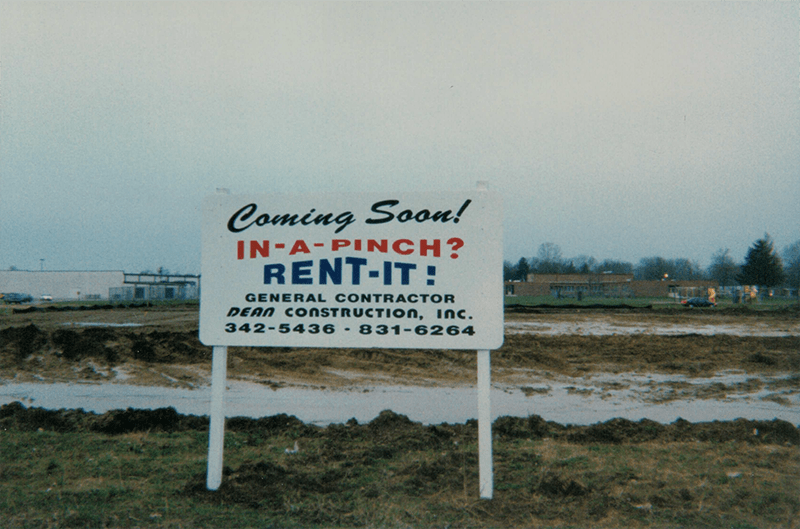 Coming Soon!
IN-A-PINCH?
RENT-IT!
GENERAL CONTRACTOR
DEAN CONSTRUCTION, INC.
342-5436 - 831-6264